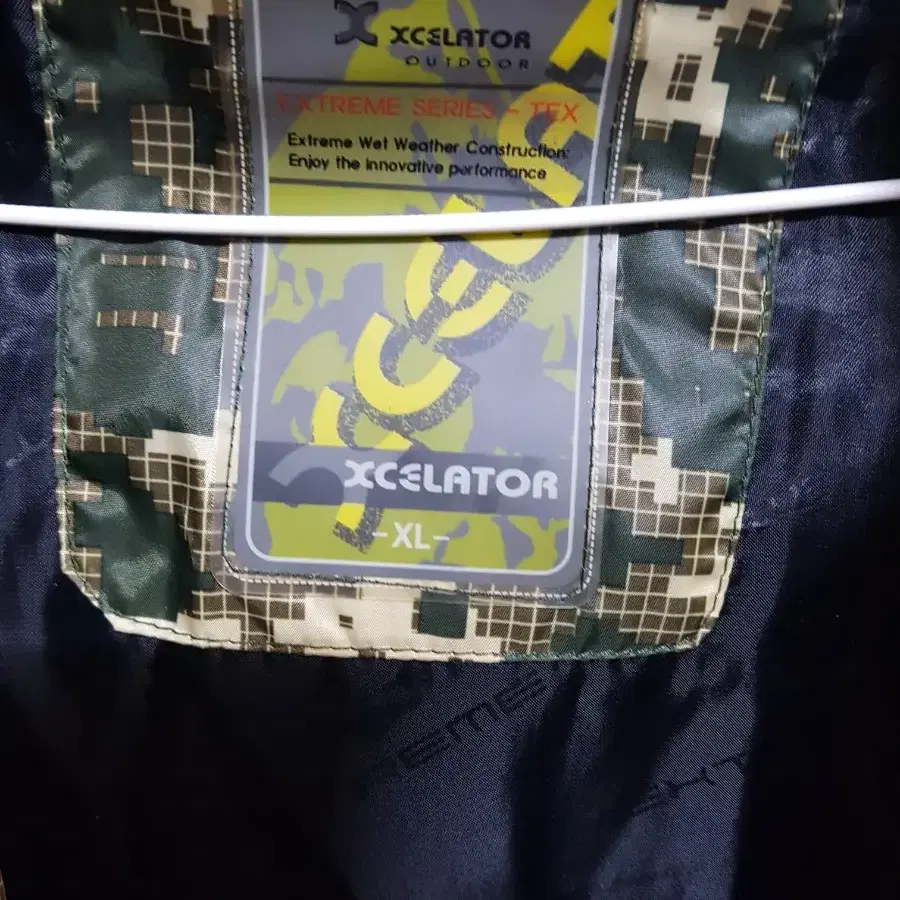 XCELATOR
OUTDOOR
EXTREME SERIES - TEX
Extreme Wet Weather Construction:
Enjoy the innovative performance
XCELATOR
-XL-